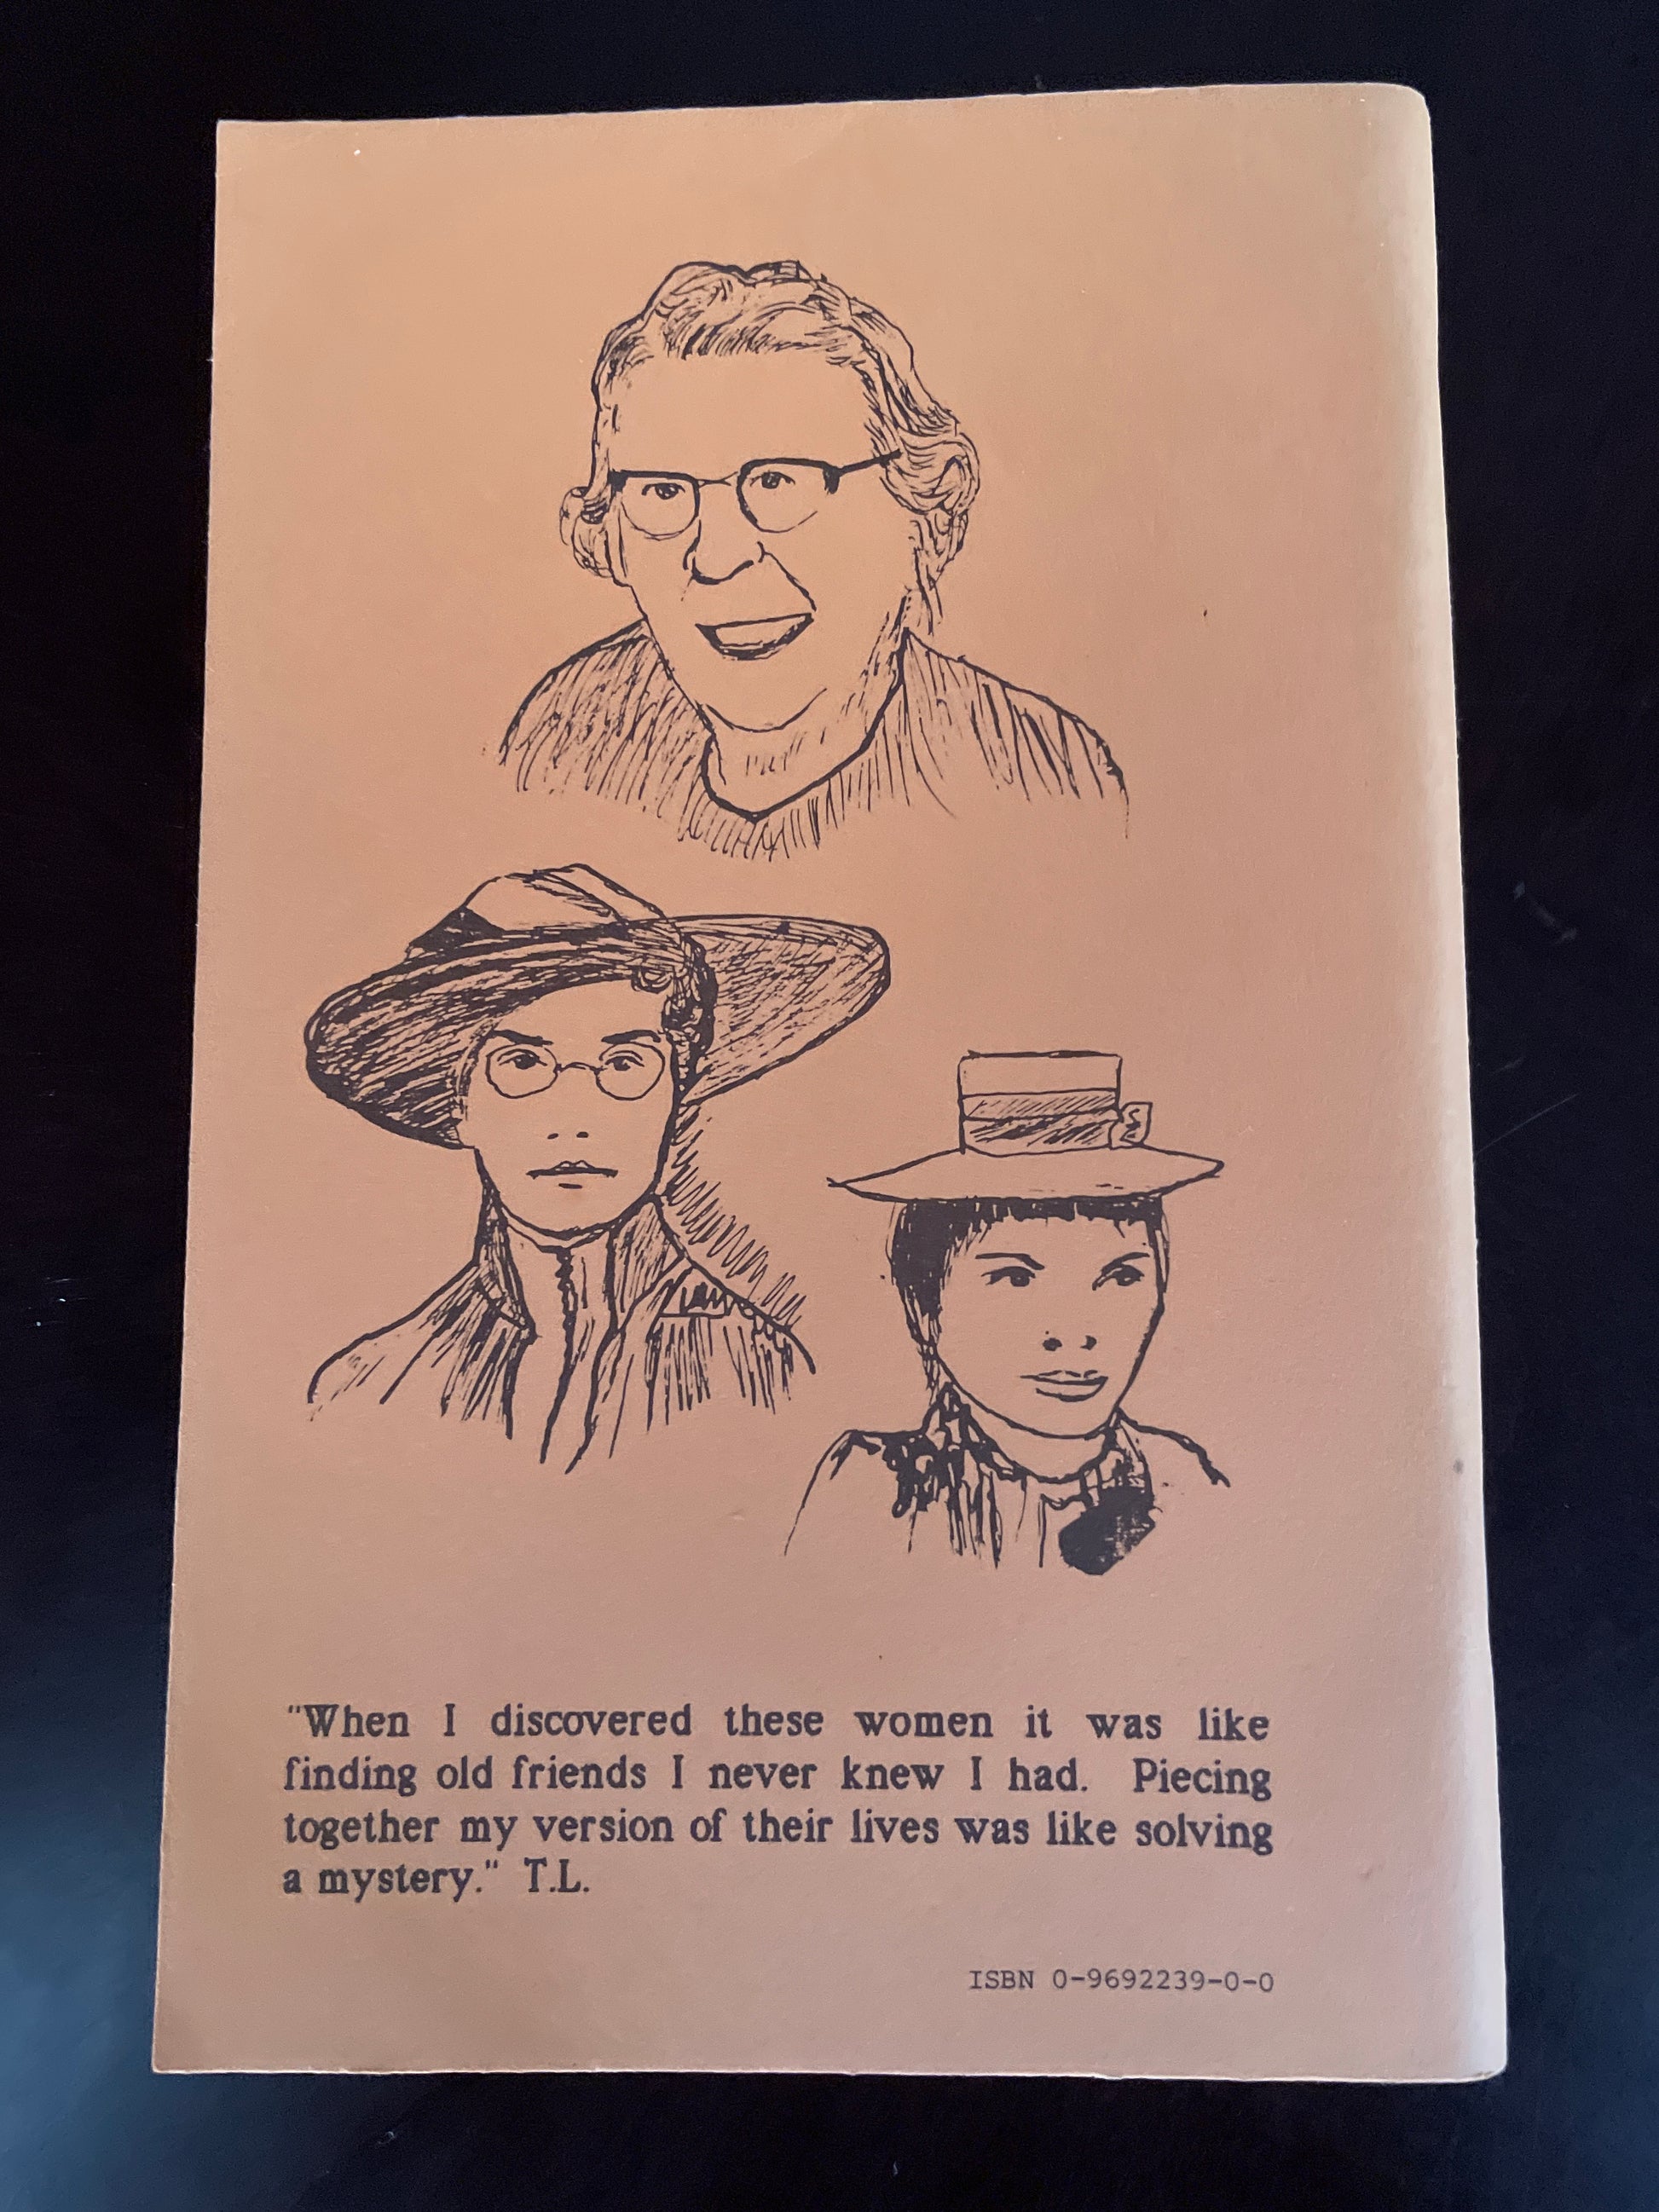 "When I discovered these women it was like
finding old friends I never knew I had. Piecing
together my version of their lives was like solving
a mystery." T.L.
ISBN 0-9692239-0-0